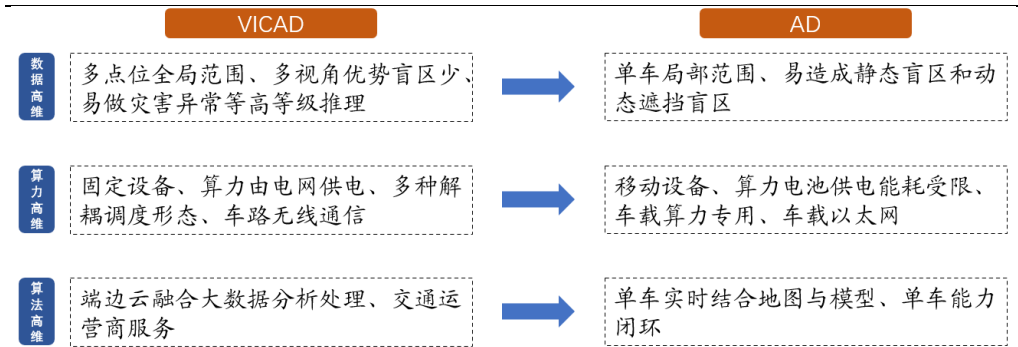 VICAD
AD
数据高维
多点位全局范围、多视角优势盲区少、
易做灾害异常等高等级推理
单车局部范围、易造成静态盲区和动
态遮挡盲区
算力高维
固定设备、算力由电网供电、多种解
耦调度形态、车路无线通信
移动设备、算力电池供电能耗受限、
车载算力专用、车载以太网
算法高维
端边云融合大数据分析处理、交通运
营商服务
单车实时结合地图与模型、单车能力
闭环